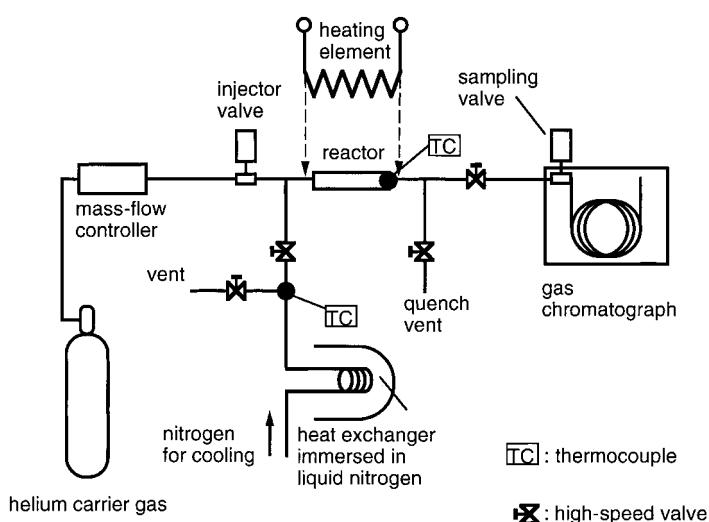 heating
element
sampling
valve
injector
valve
reactor
TC
mass-flow
controller
vent
TC
quench
vent
gas
chromatograph
nitrogen
for cooling
heat exchanger
immersed in
liquid nitrogen
helium carrier gas
TC : thermocouple
: high-speed valve